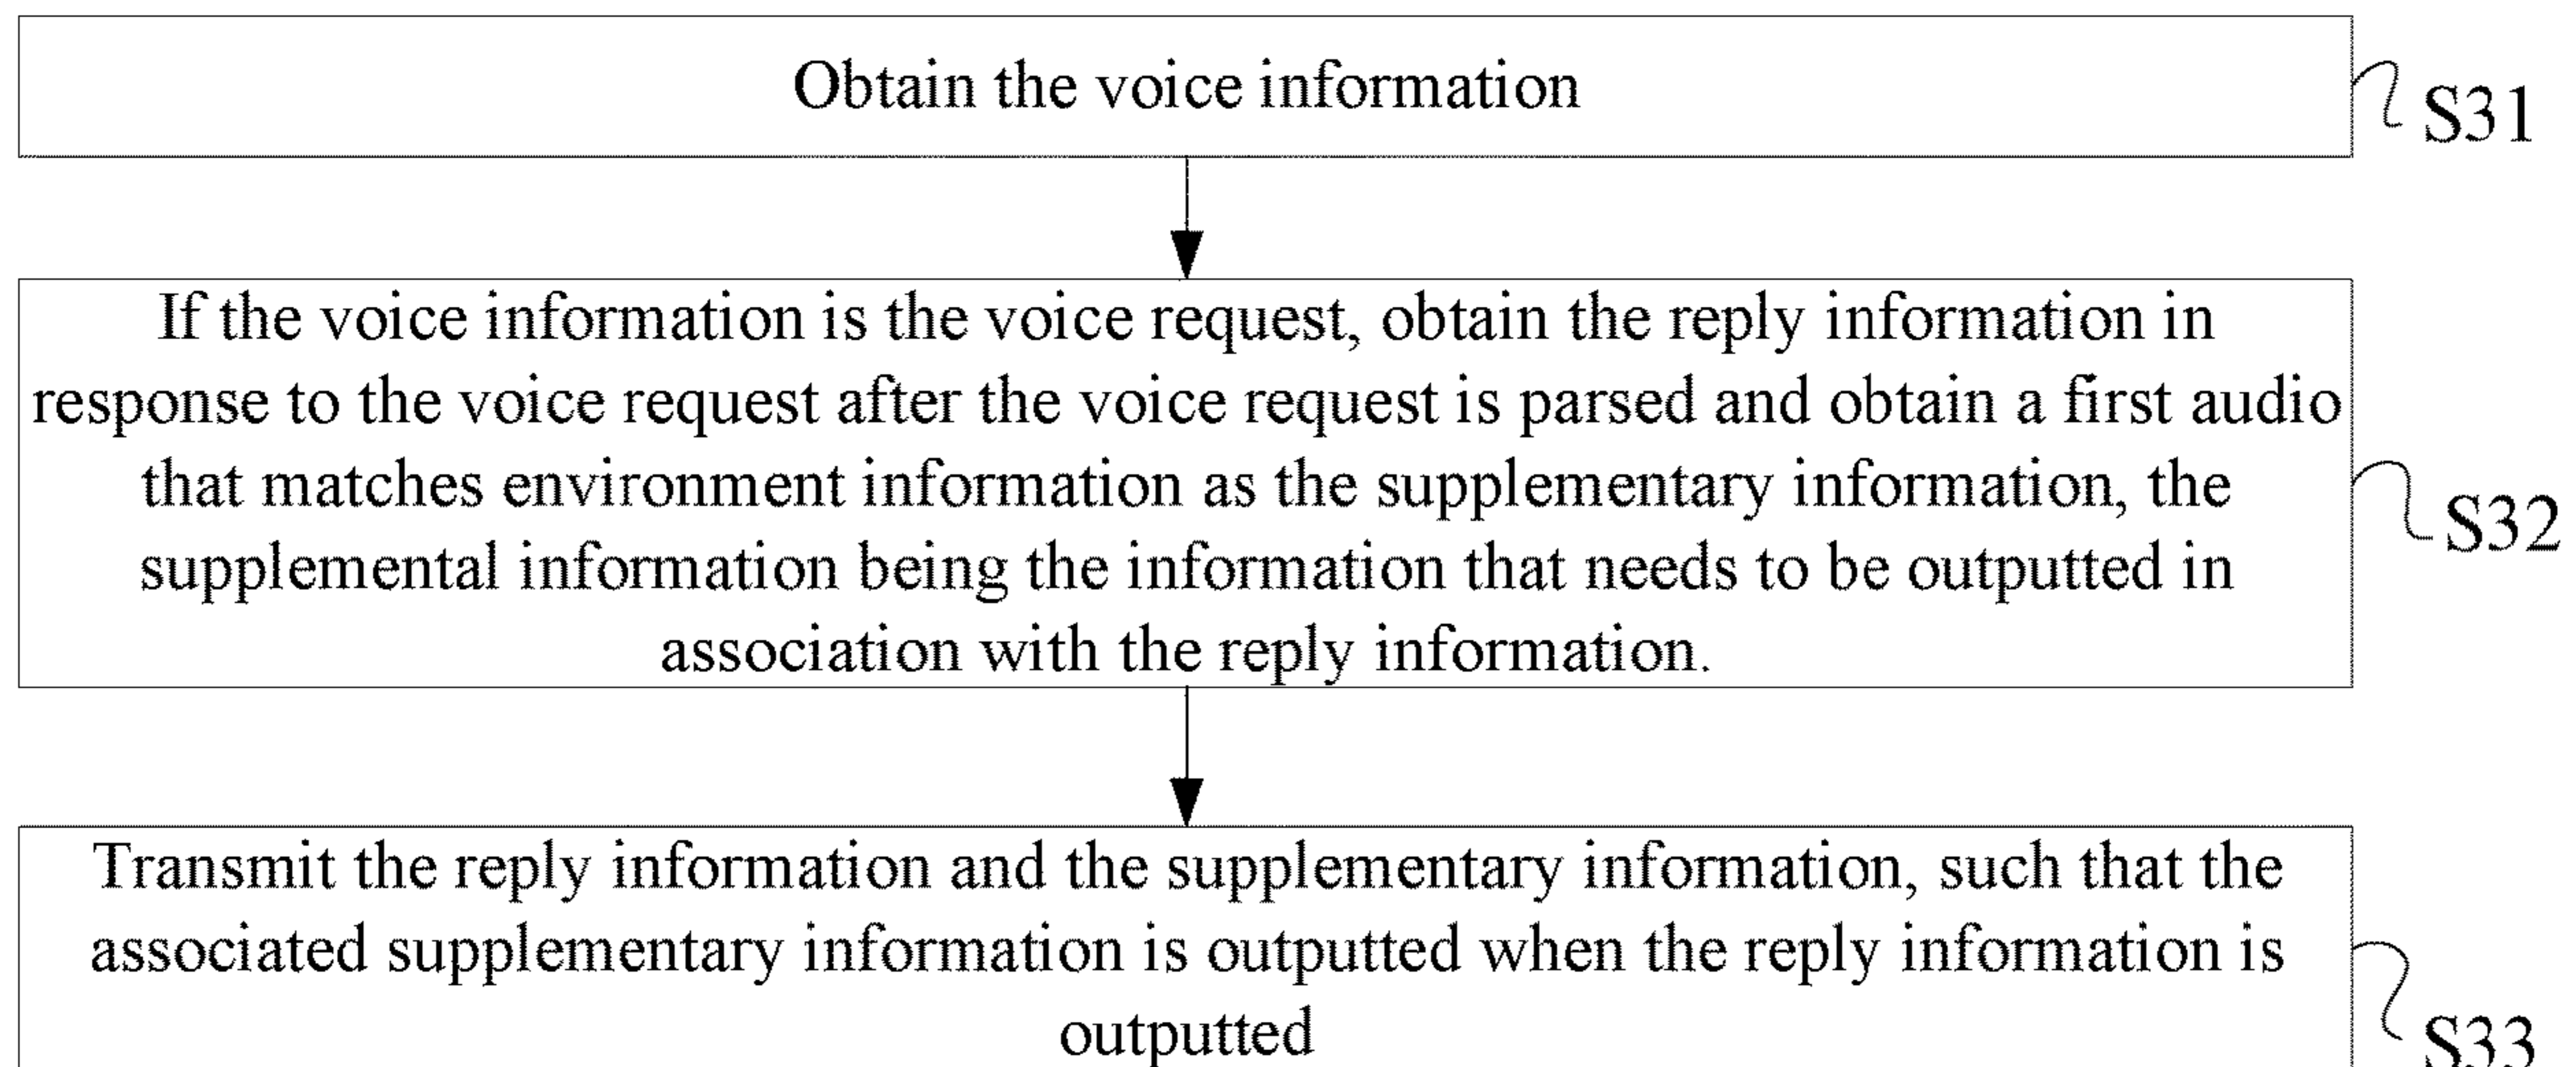 Obtain the voice information
S31
If the voice information is the voice request, obtain the reply information in
response to the voice request after the voice request is parsed and obtain a first audio
that matches environment information as the supplementary information, the
supplemental information being the information that needs to be outputted in
association with the reply information.
S32
Transmit the reply information and the supplementary information, such that the
associated supplementary information is outputted when the reply information is
outputted
S33